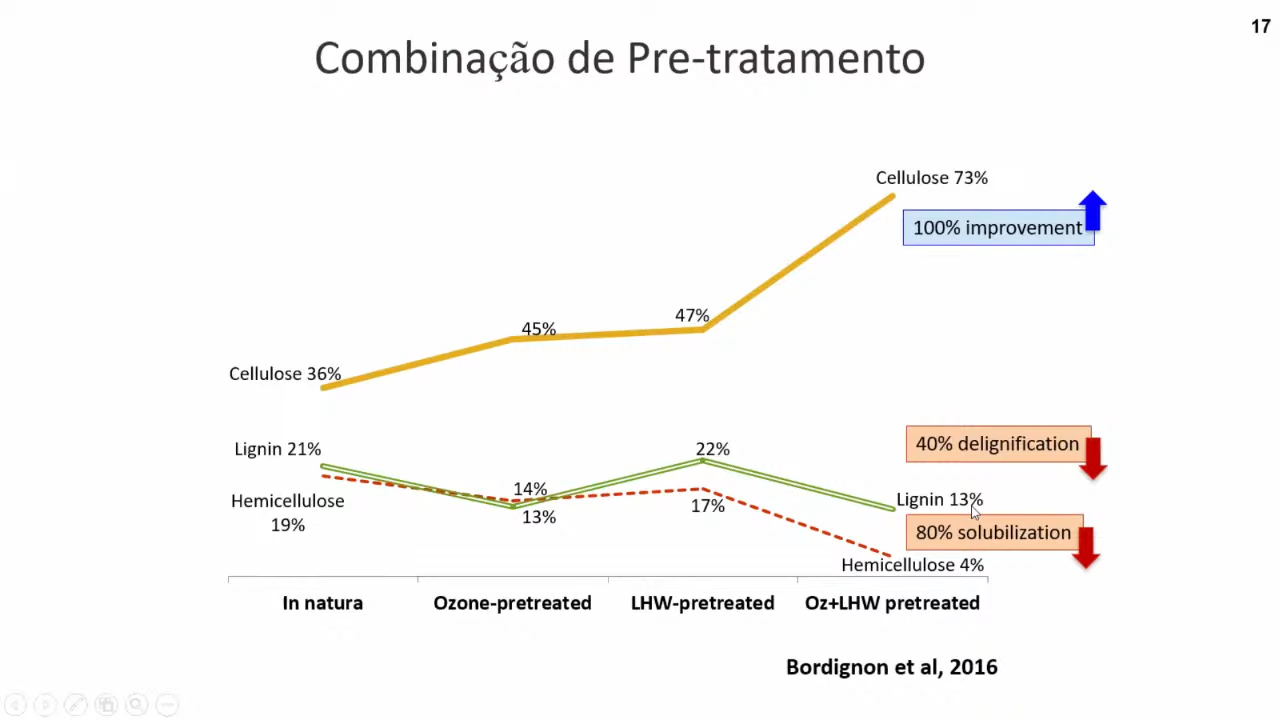 17
Combinação de Pre-tratamento
Cellulose 73%
100% improvement
45%
47%
Cellulose 36%
Lignin 21%
22%
40% delignification
Hemicellulose
19%
14%
13%
17%
Lignin 13%
80% solubilization
Hemicellulose 4%
In natura
Ozone-pretreated
LHW-pretreated
Oz+LHW pretreated
Bordignon et al, 2016